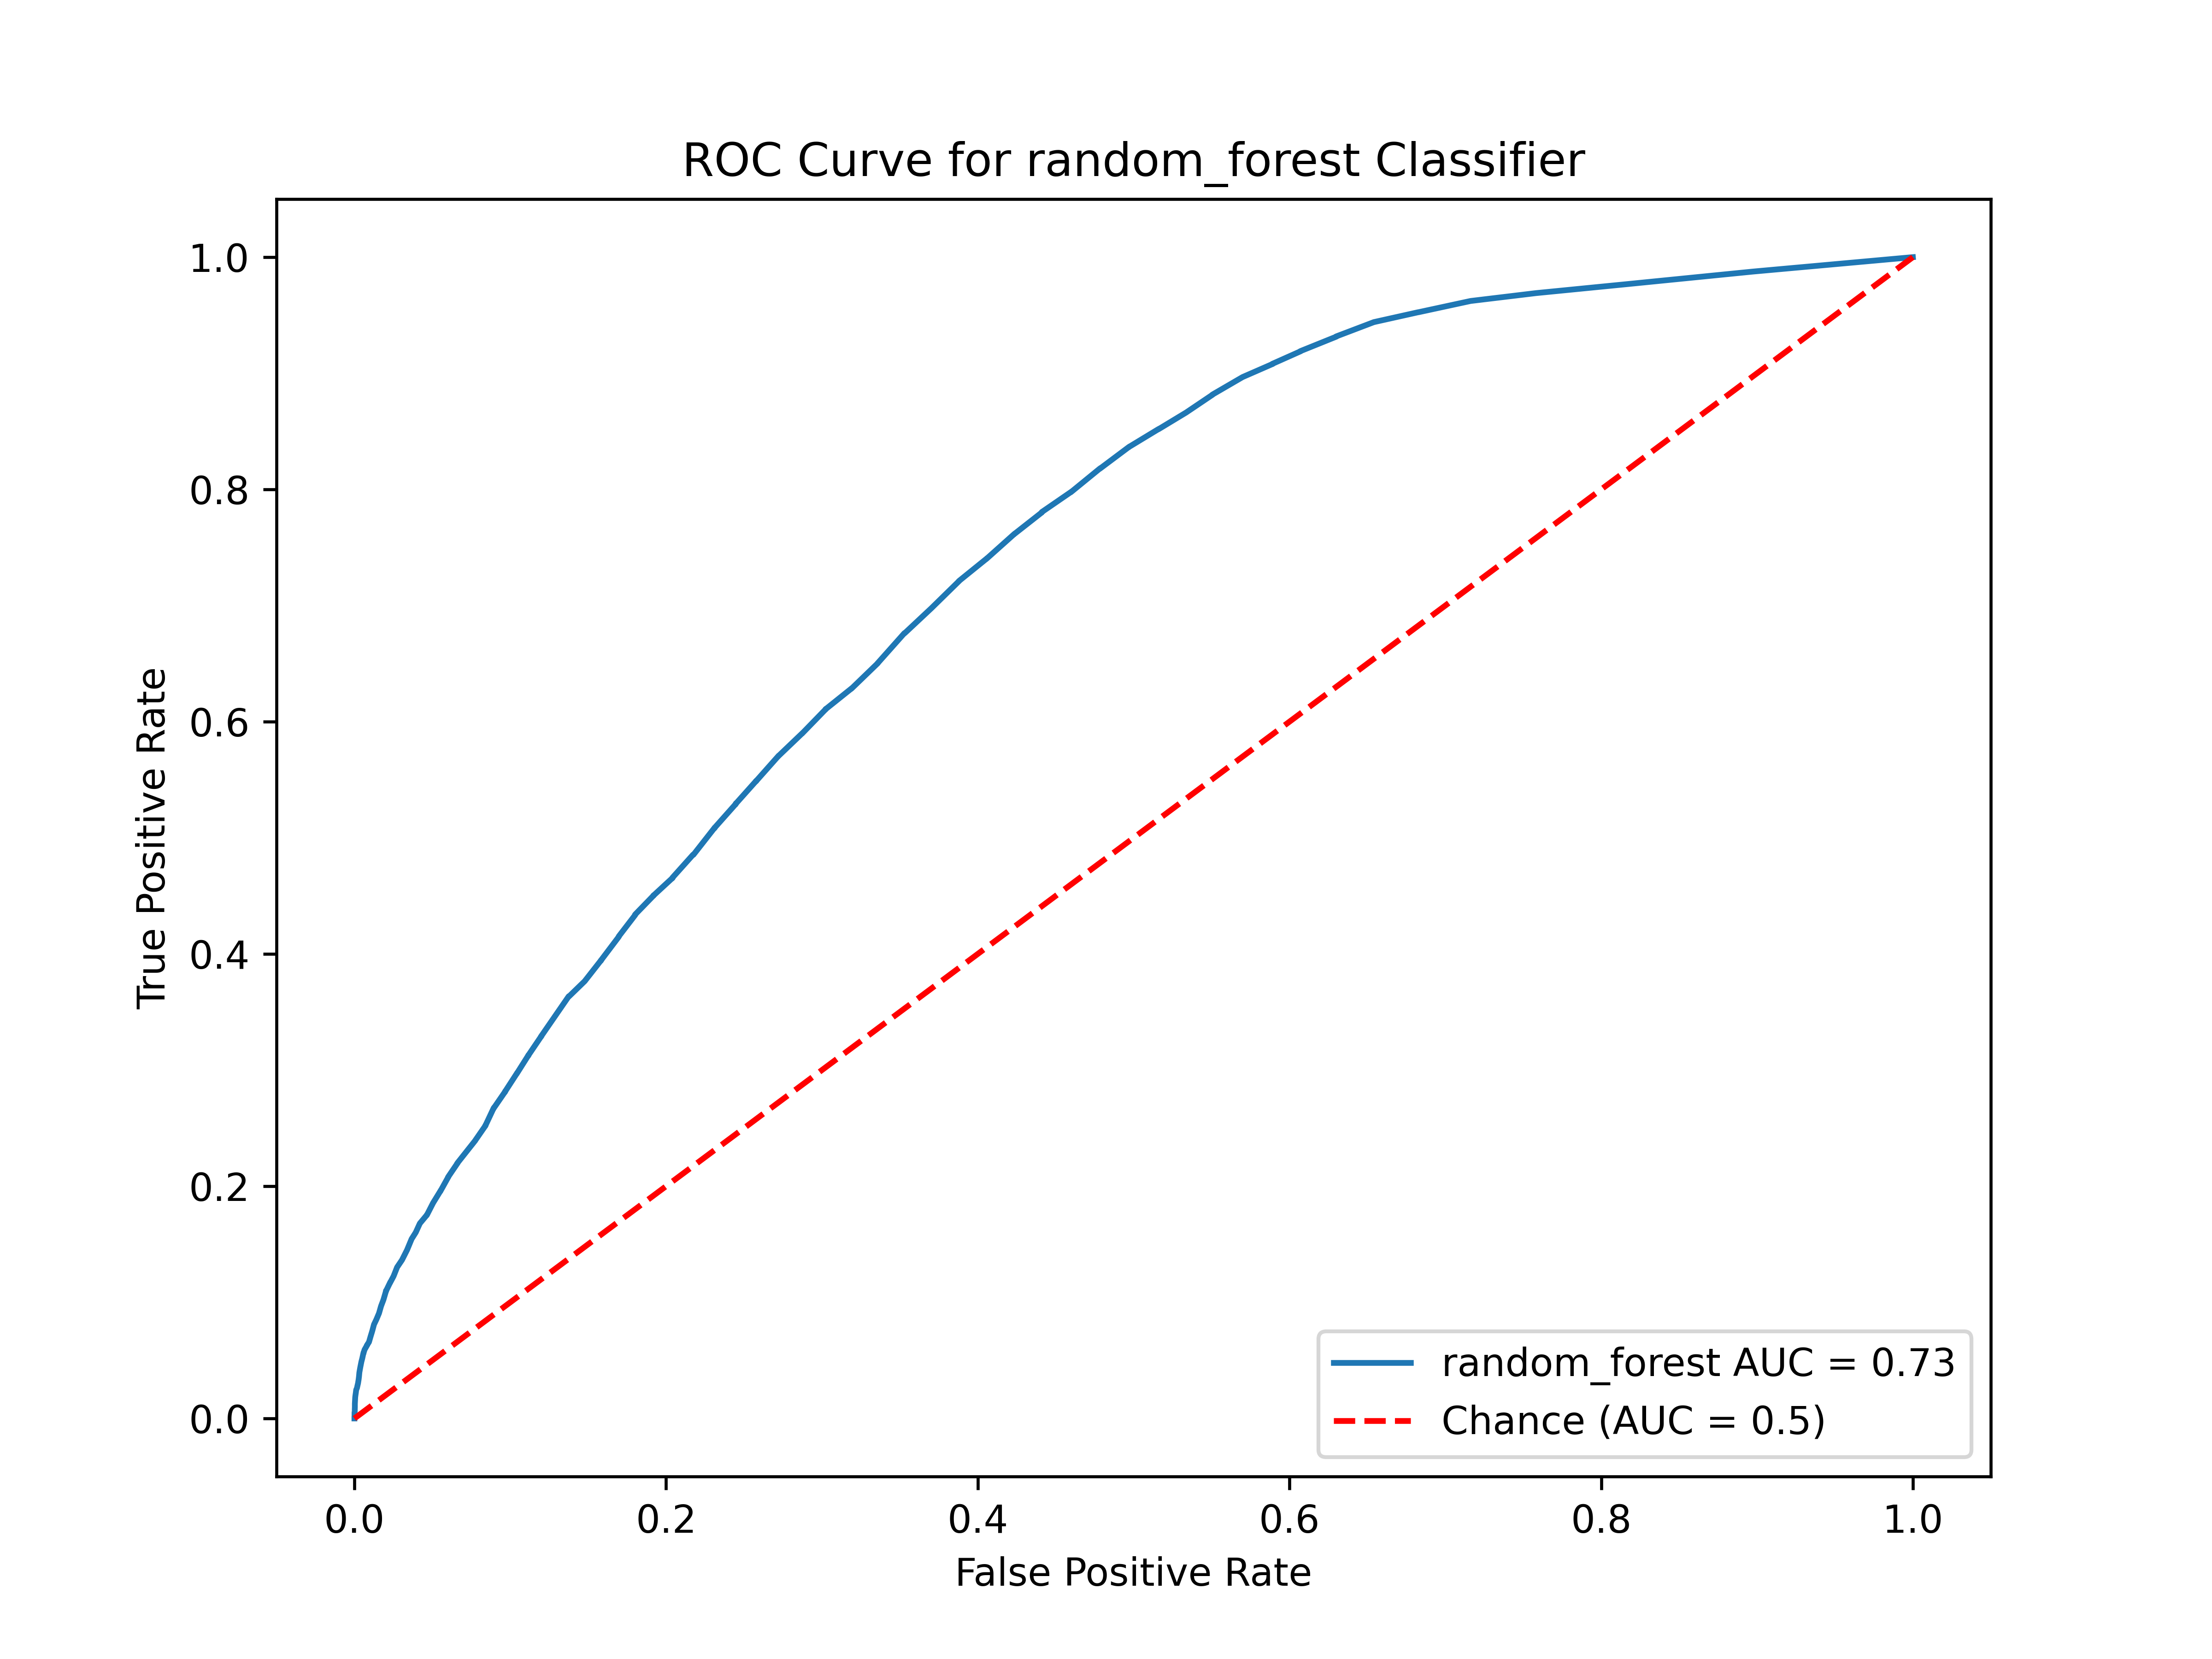 ROC Curve for random_forest Classifier
1.0
0.8
0.6
0.4
0.2
0.0
True Positive Rate
random_forest AUC = 0.73
Chance (AUC = 0.5)
0.0 0.2 0.4 0.6 0.8 1.0
False Positive Rate